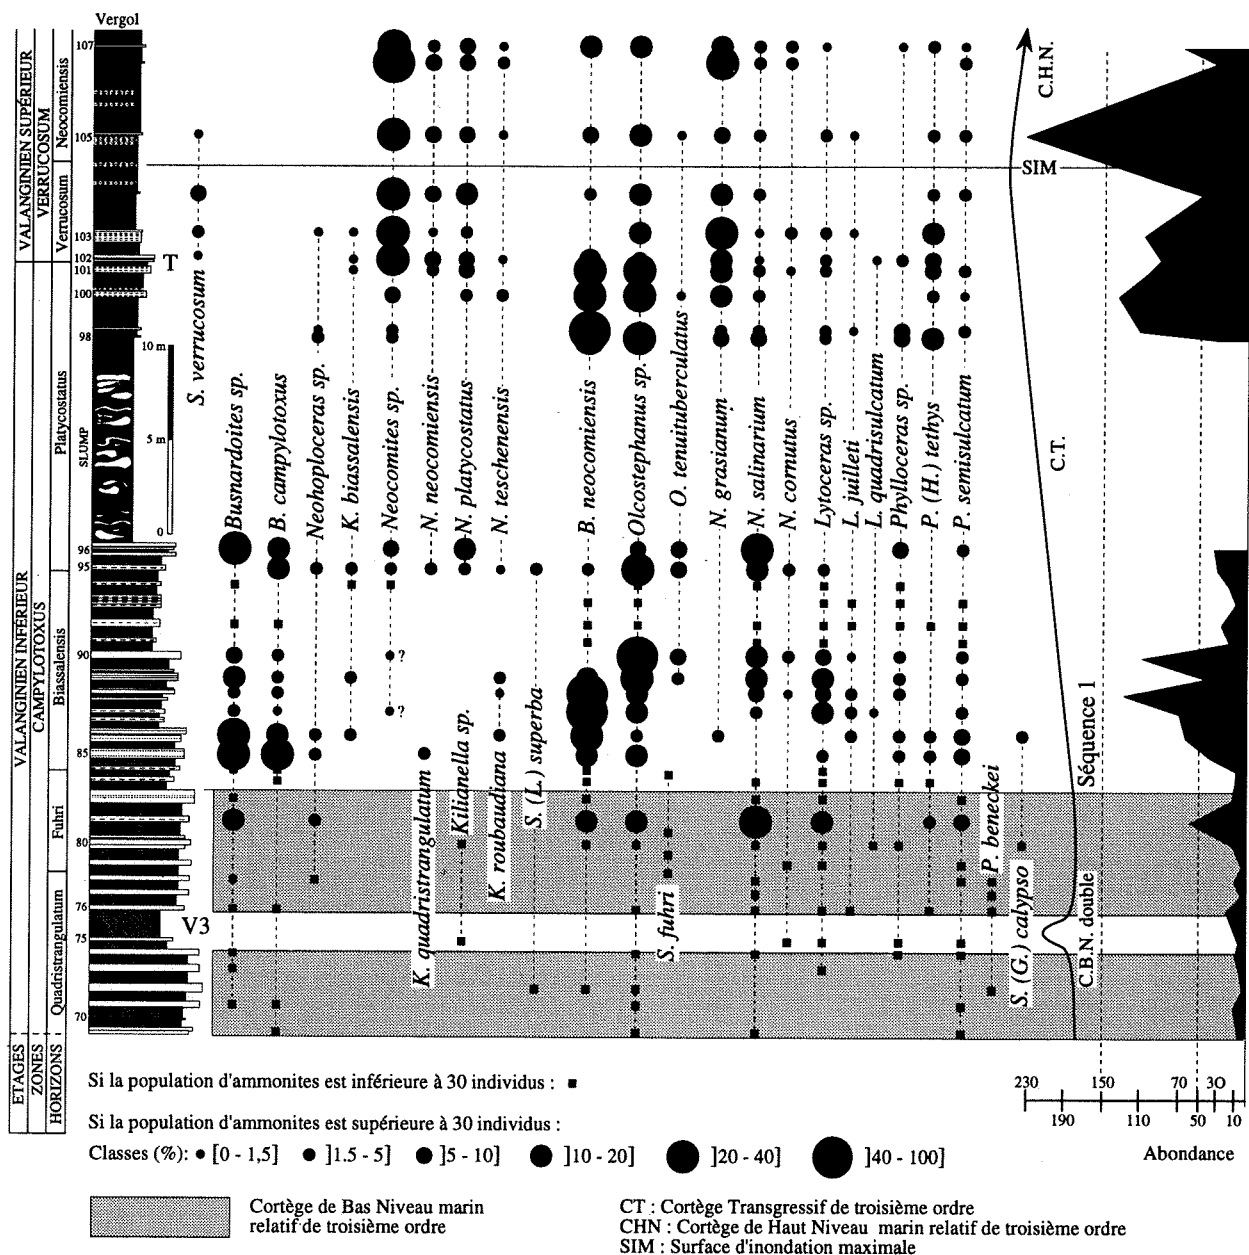 Vergol
VALANGINIEN SUPÉRIEUR
VERRUCOSUM
Neocomiensis
Verrucosum
VALANGINIEN INFÉRIEUR
CAMPYLOTOXUS
Platycostatus
Biassalensis
Fuhri
Quadristrangulatum
ETAGES
ZONES
HORIZONS
107
105
103
102
101
100
98
SLUMP
96
95
90
85
80
76
75
70
T
V3
10 m
5 m
0
S. verrucosum
Busnardoites sp.
B. campylotoxus
Neohoploceras sp.
K. biassalensis
Neocomites sp.
N. neocomiensis
N. platycostatus
N. teschenensis
B. neocomiensis
Olcostephanus sp.
O. tenuituberculatus
N. grasianum
N. salinarium
N. cornutus
Lytoceras sp.
L. juilleti
L. quadrisulcatum
Phylloceras sp.
P. (H.) tethys
P. semisulcatum
?
?
K. quadristrangulatum
Kilianella sp.
K. roubaudiana
S. (L.) superba
S. fuhri
P. beneckei
S. (G.) calypso
C.H.N.
SIM
C.T.
Séquence 1
C.B.N. double
230 150 70 30
190 110 50 10
Abondance
Si la population d'ammonites est inférieure à 30 individus :
Si la population d'ammonites est supérieure à 30 individus :
Classes (%): [0 - 1,5] ]1.5 - 5] ]5 - 10] ]10 - 20] ]20 - 40] ]40 - 100]
Cortège de Bas Niveau marin
relatif de troisième ordre
CT : Cortège Transgressif de troisième ordre
CHN : Cortège de Haut Niveau marin relatif de troisième ordre
SIM : Surface d'inondation maximale